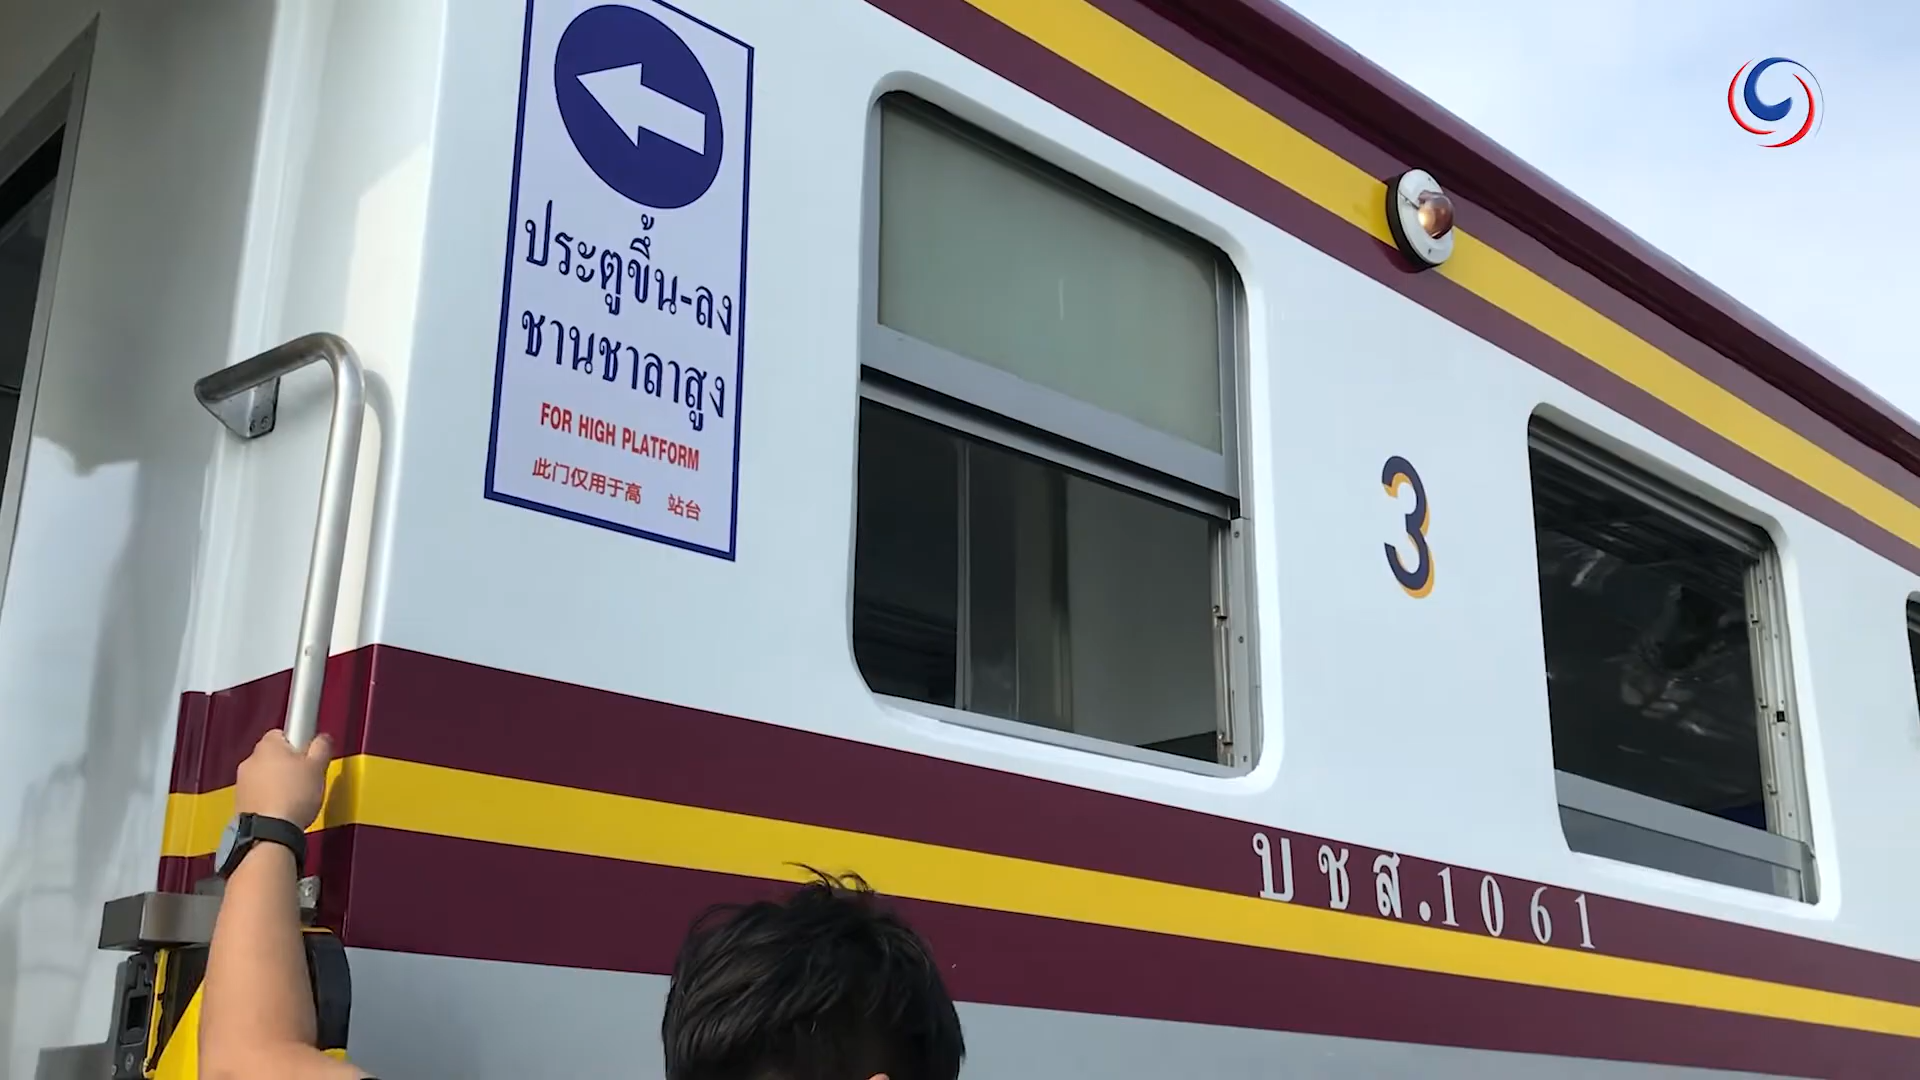 ประตูขึ้น-ลง
ชานชาลาสูง
FOR HIGH PLATFORM
此门仅用于高 站台
3
บชส.1061